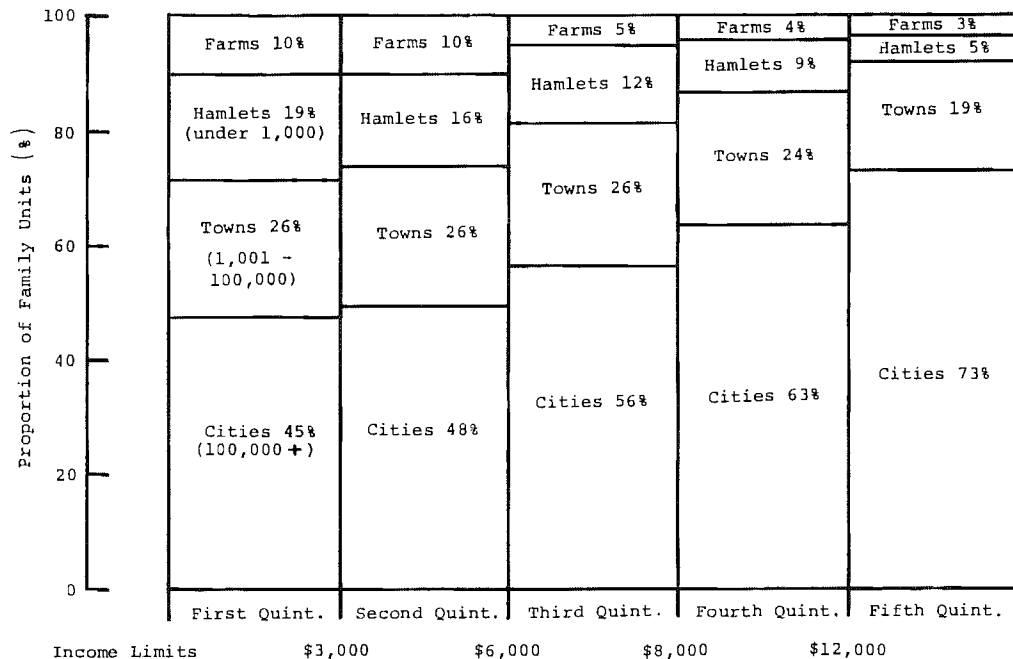 Proportion of Family Units (%)
100
80
60
40
20
0
Farms 10%
Hamlets 19%
(under 1,000)
Towns 26%
(1,001 -
100,000)
Cities 45%
(100,000 +)
Farms 10%
Hamlets 16%
Towns 26%
Cities 48%
Farms 5%
Hamlets 12%
Towns 26%
Cities 56%
Farms 4%
Hamlets 9%
Towns 24%
Cities 63%
Farms 3%
Hamlets 5%
Towns 19%
Cities 73%
First Quint. Second Quint. Third Quint. Fourth Quint. Fifth Quint.
Income Limits $3,000 $6,000 $8,000 $12,000